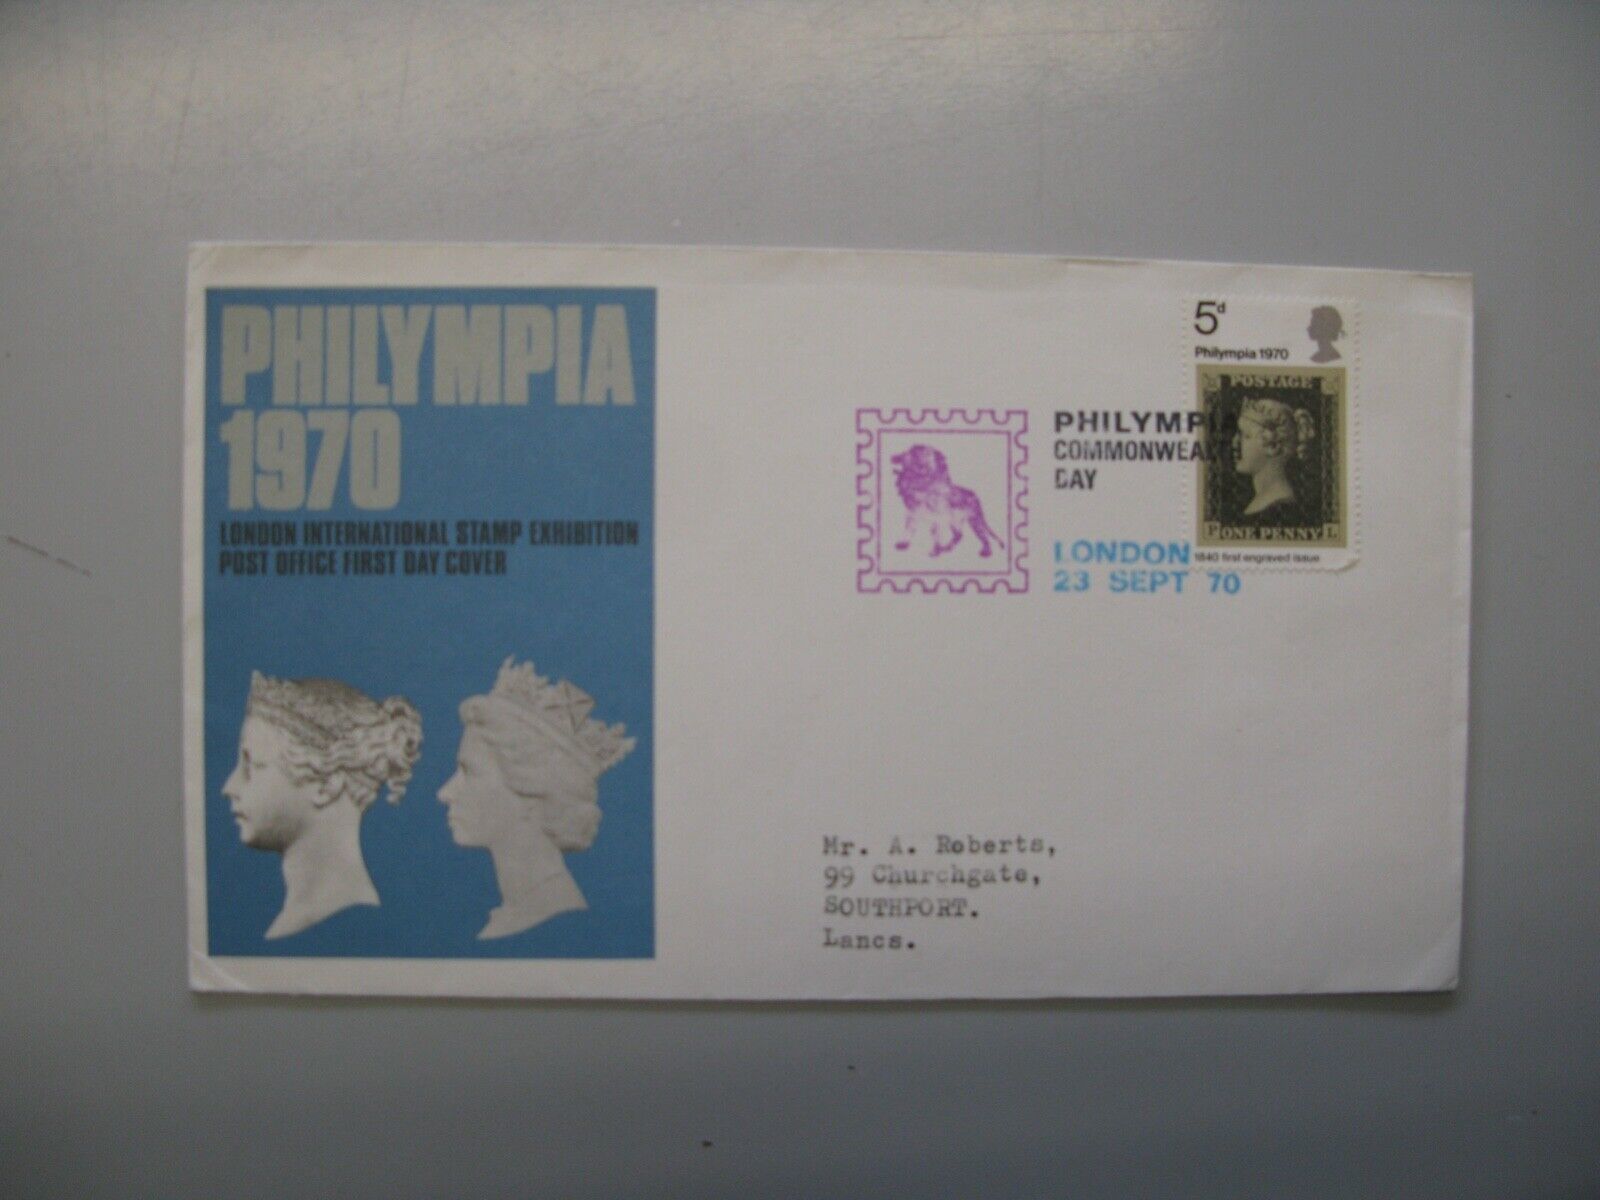 PHILYMPIA
1970
LONDON INTERNATIONAL STAMP EXHIBITION
POST OFFICE FIRST DAY COVER
PHILYMPIA
COMMONWEALTH
DAY
LONDON
23 SEPT 70
5d
Philympia 1970
POSTAGE
P ONE PENNY L
1840 first engraved issue
Mr. A. Roberts,
99 Churchgate,
SOUTHPORT.
Lancs.